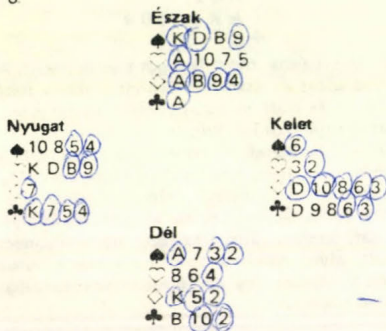 Észak
♠ K D B 9
♡ A 10 7 5
♢ A B 9 4
♣ A
Nyugat
♠ 10 8 5 4
♡ K D B 9
♢ 7
♣ K 7 5 4
Kelet
♠ 6
♡ 3 2
♢ D 10 8 6 3
♣ D 9 8 6 3
Dél
♠ A 7 3 2
♡ 8 6 4
♢ K 5 2
♣ B 10 2